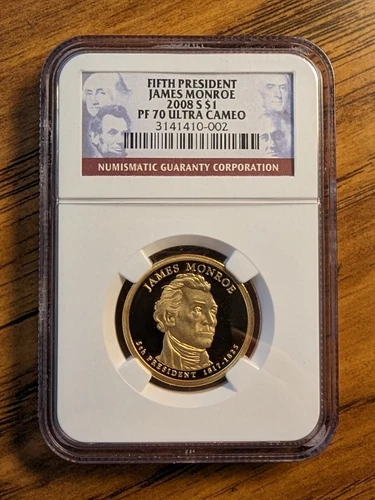 FIFTH PRESIDENT
JAMES MONROE
2008 S $1
PF 70 ULTRA CAMEO
3141410-002
NUMISMATIC GUARANTY CORPORATION
JAMES MONROE
5th PRESIDENT 1817-1825